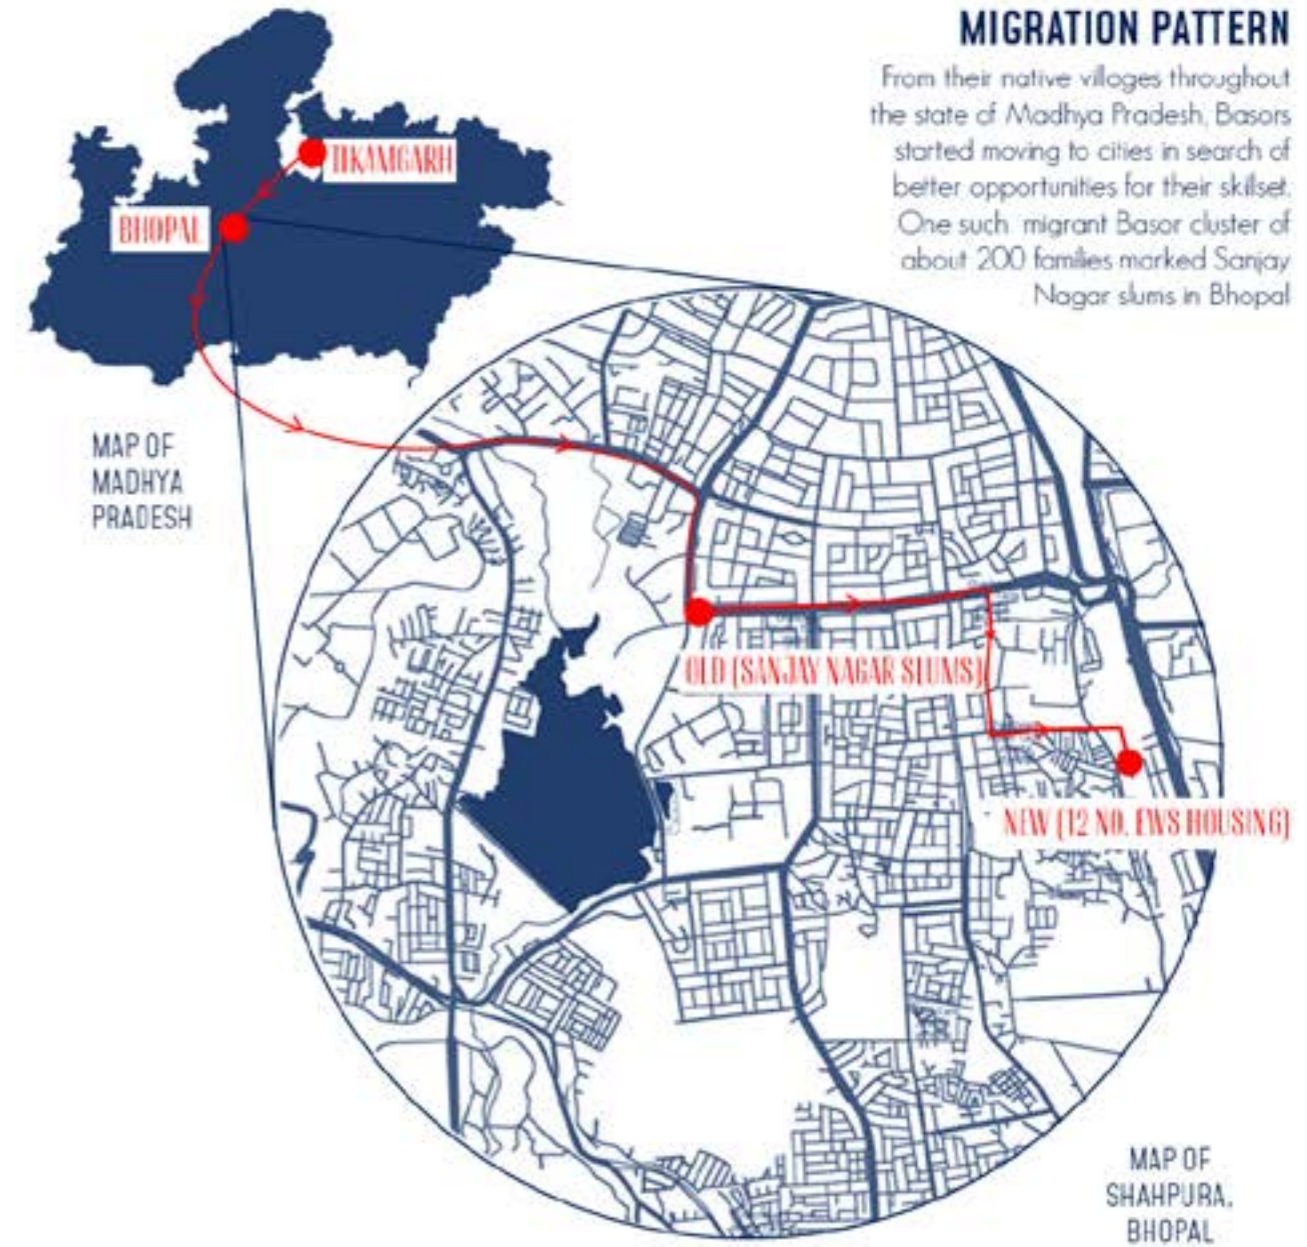 MIGRATION PATTERN
From their native villages throughout
the state of Madhya Pradesh, Basors
started moving to cities in search of
better opportunities for their skillset.
One such migrant Basor cluster of
about 200 families marked Sanjay
Nagar slums in Bhopal
TIKAMGARH
BHOPAL
MAP OF
MADHYA
PRADESH
OLD (SANJAY NAGAR SLUMS)
NEW (12 NO. EWS HOUSING)
MAP OF
SHAHPURA,
BHOPAL